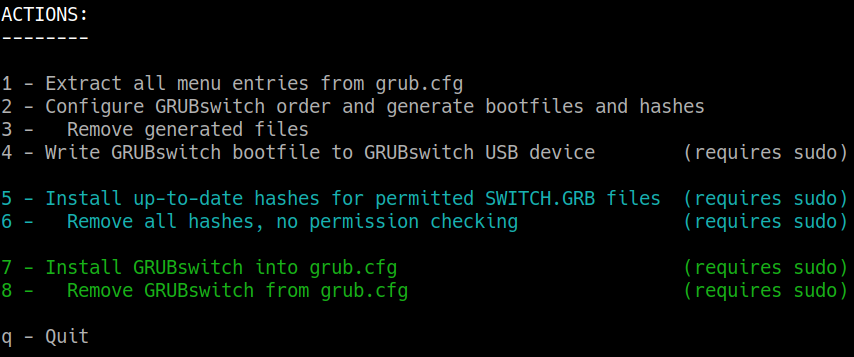 ACTIONS:
--------
1 - Extract all menu entries from grub.cfg
2 - Configure GRUBswitch order and generate bootfiles and hashes
3 -   Remove generated files
4 - Write GRUBswitch bootfile to GRUBswitch USB device        (requires sudo)
5 - Install up-to-date hashes for permitted SWITCH.GRB files  (requires sudo)
6 -   Remove all hashes, no permission checking               (requires sudo)
7 - Install GRUBswitch into grub.cfg                          (requires sudo)
8 -   Remove GRUBswitch from grub.cfg                         (requires sudo)
q - Quit